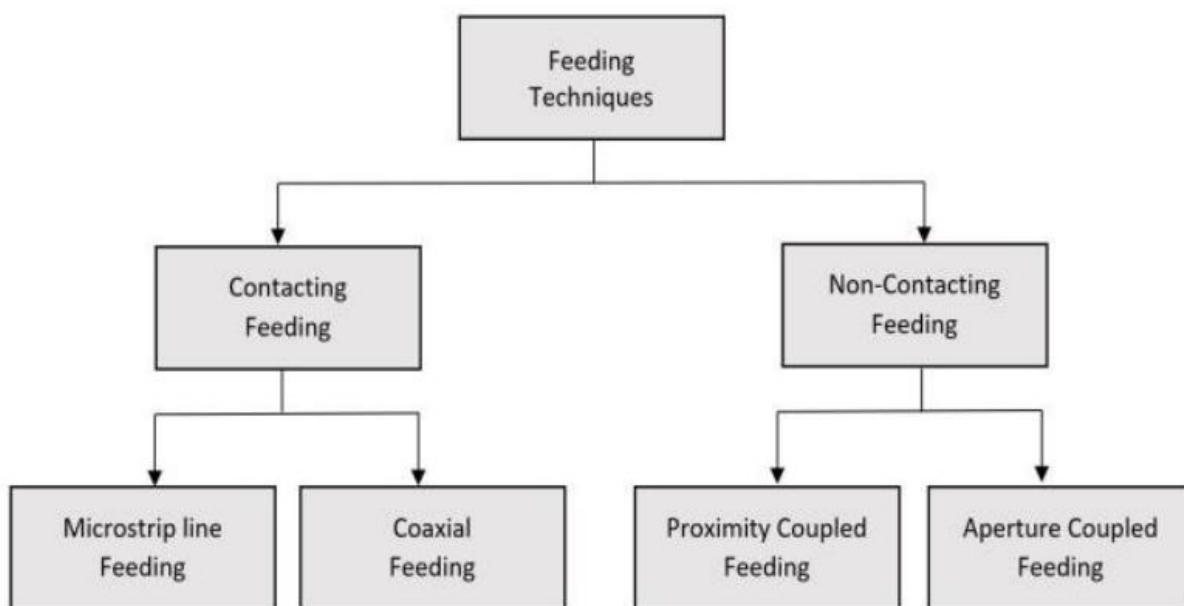 Feeding
Techniques
Contacting
Feeding
Non-Contacting
Feeding
Microstrip line
Feeding
Coaxial
Feeding
Proximity Coupled
Feeding
Aperture Coupled
Feeding